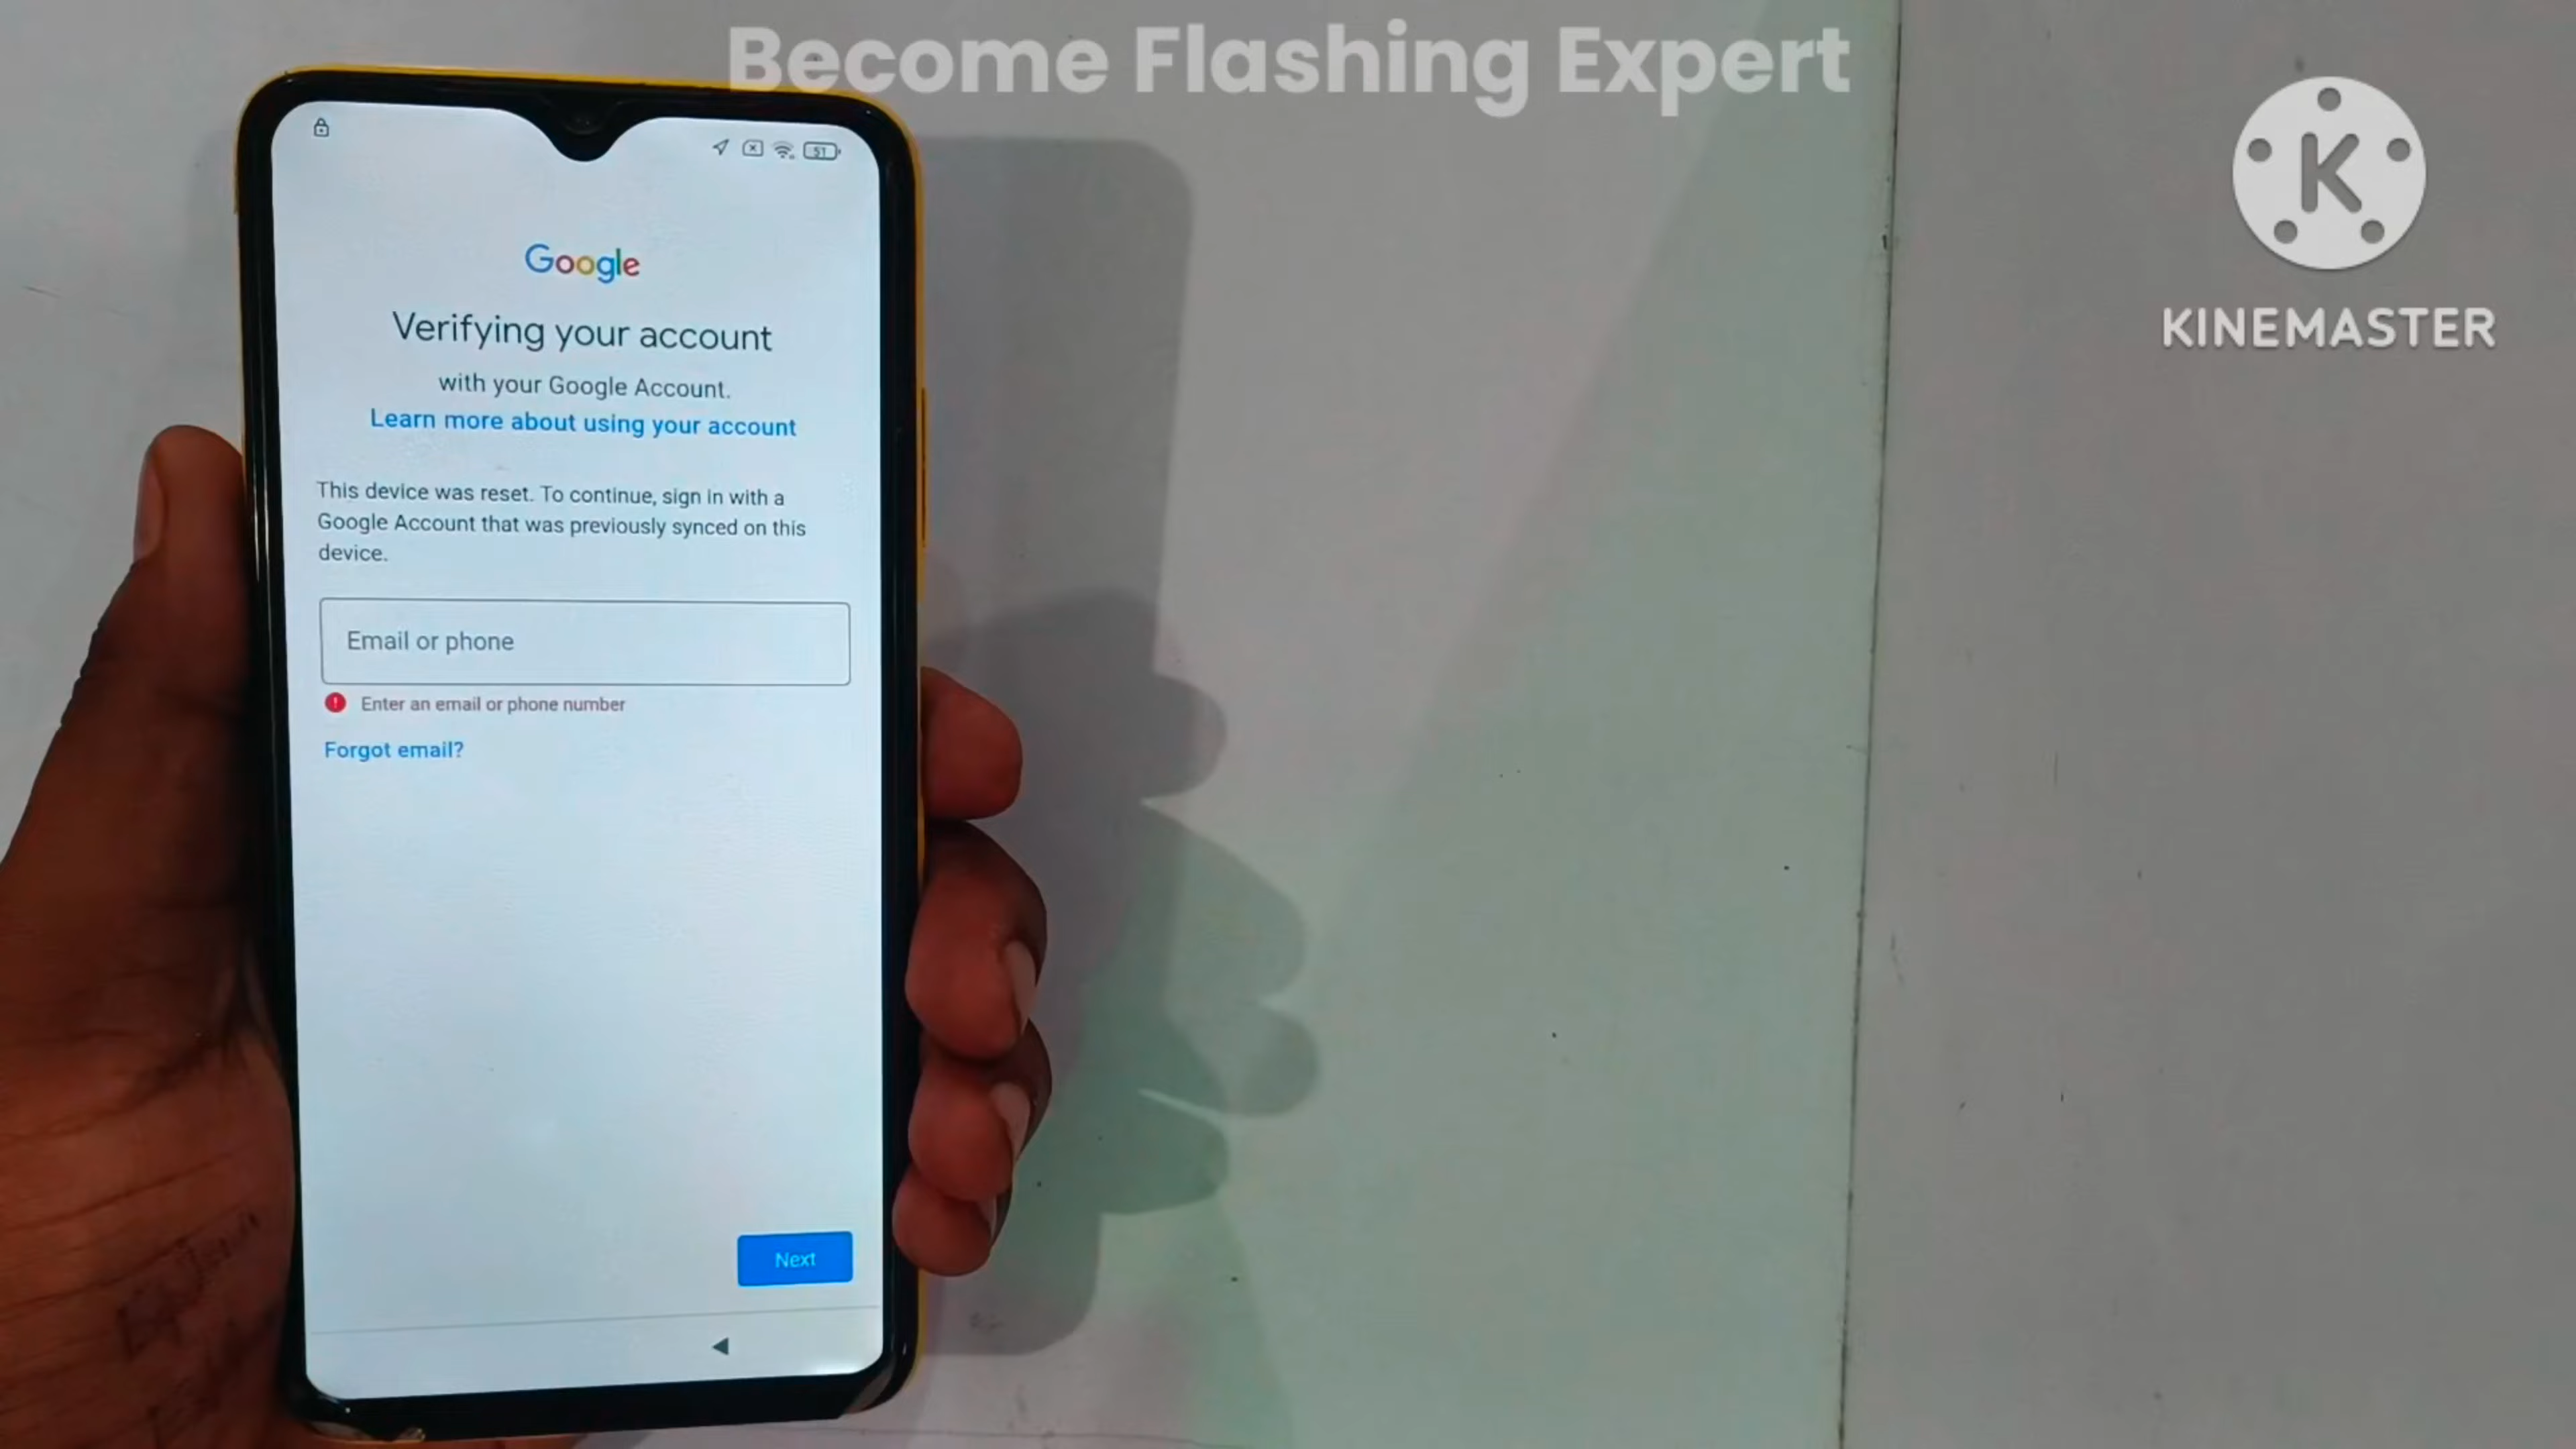 Become Flashing Expert
K
KINEMASTER
51
Google
Verifying your account
with your Google Account.
Learn more about using your account
This device was reset. To continue, sign in with a
Google Account that was previously synced on this
device.
Email or phone
Enter an email or phone number
Forgot email?
Next